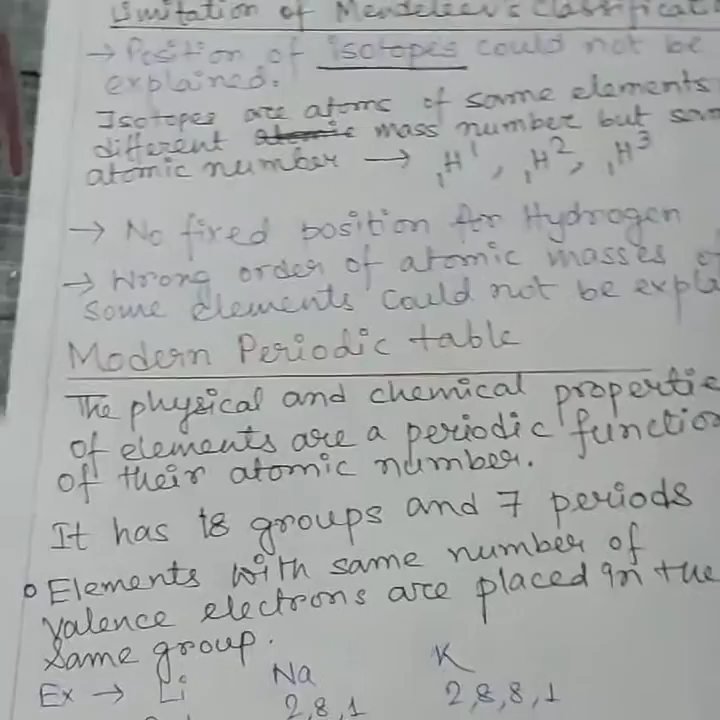 Limitation of Mendeleev's Classificat
→ Position of isotopes could not be
explained.
Isotopes are atoms of same elements
different atomic mass number but sam
atomic number → ₁H¹, ₁H², ₁H³
→ No fixed position for Hydrogen
→ Wrong order of atomic masses of
some elements could not be expla
Modern Periodic table
The physical and chemical propertie
of elements are a periodic function
of their atomic number.
It has 18 groups and 7 periods
Elements with same number of
valence electrons are placed in the
same group.
Ex → Li Na K
2,8,1 2,8,8,1